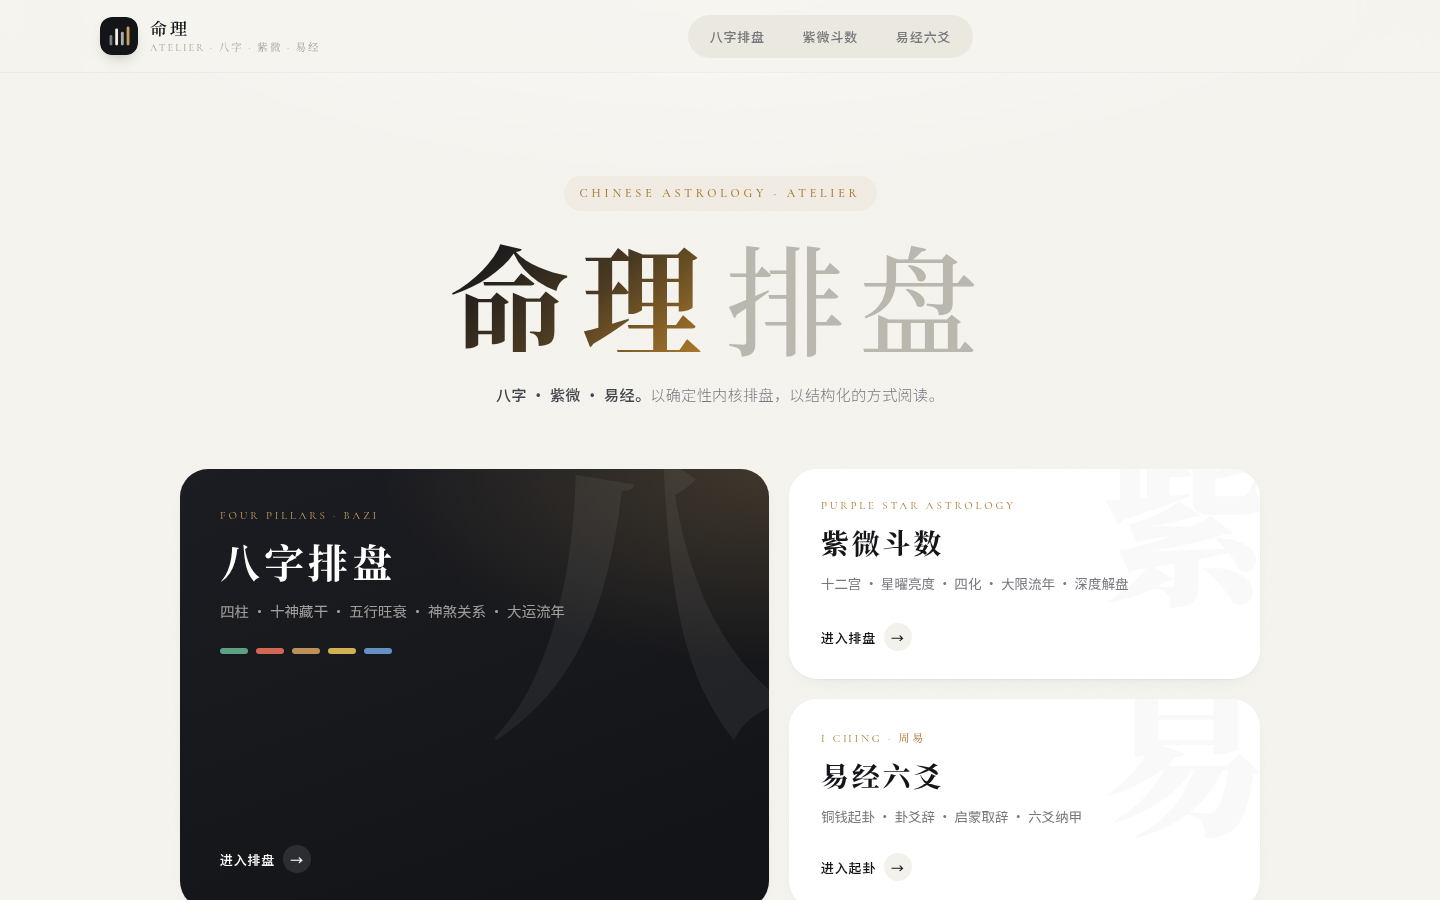 命理
ATELIER · 八字 · 紫微 · 易经
八字排盘
紫微斗数
易经六爻
CHINESE ASTROLOGY · ATELIER
命理排盘
八字 · 紫微 · 易经。以确定性内核排盘，以结构化的方式阅读。
八
FOUR PILLARS · BAZI
八字排盘
四柱 · 十神藏干 · 五行旺衰 · 神煞关系 · 大运流年
进入排盘 →
紫
PURPLE STAR ASTROLOGY
紫微斗数
十二宫 · 星曜亮度 · 四化 · 大限流年 · 深度解盘
进入排盘 →
易
I CHING · 周易
易经六爻
铜钱起卦 · 卦爻辞 · 启蒙取辞 · 六爻纳甲
进入起卦 →